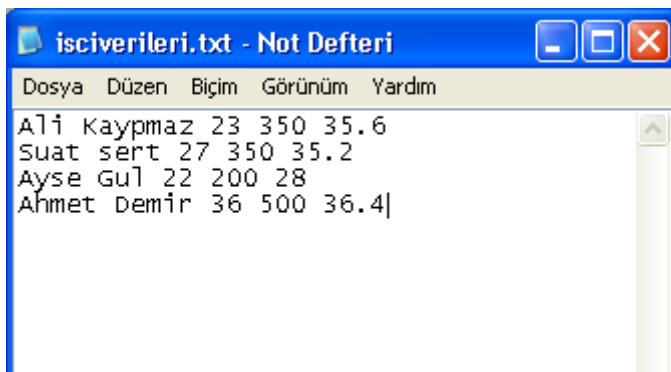 isciverileri.txt - Not Defteri
Dosya Düzen Biçim Görünüm Yardım
Ali Kaypmaz 23 350 35.6
Suat sert 27 350 35.2
Ayse Gul 22 200 28
Ahmet Demir 36 500 36.4